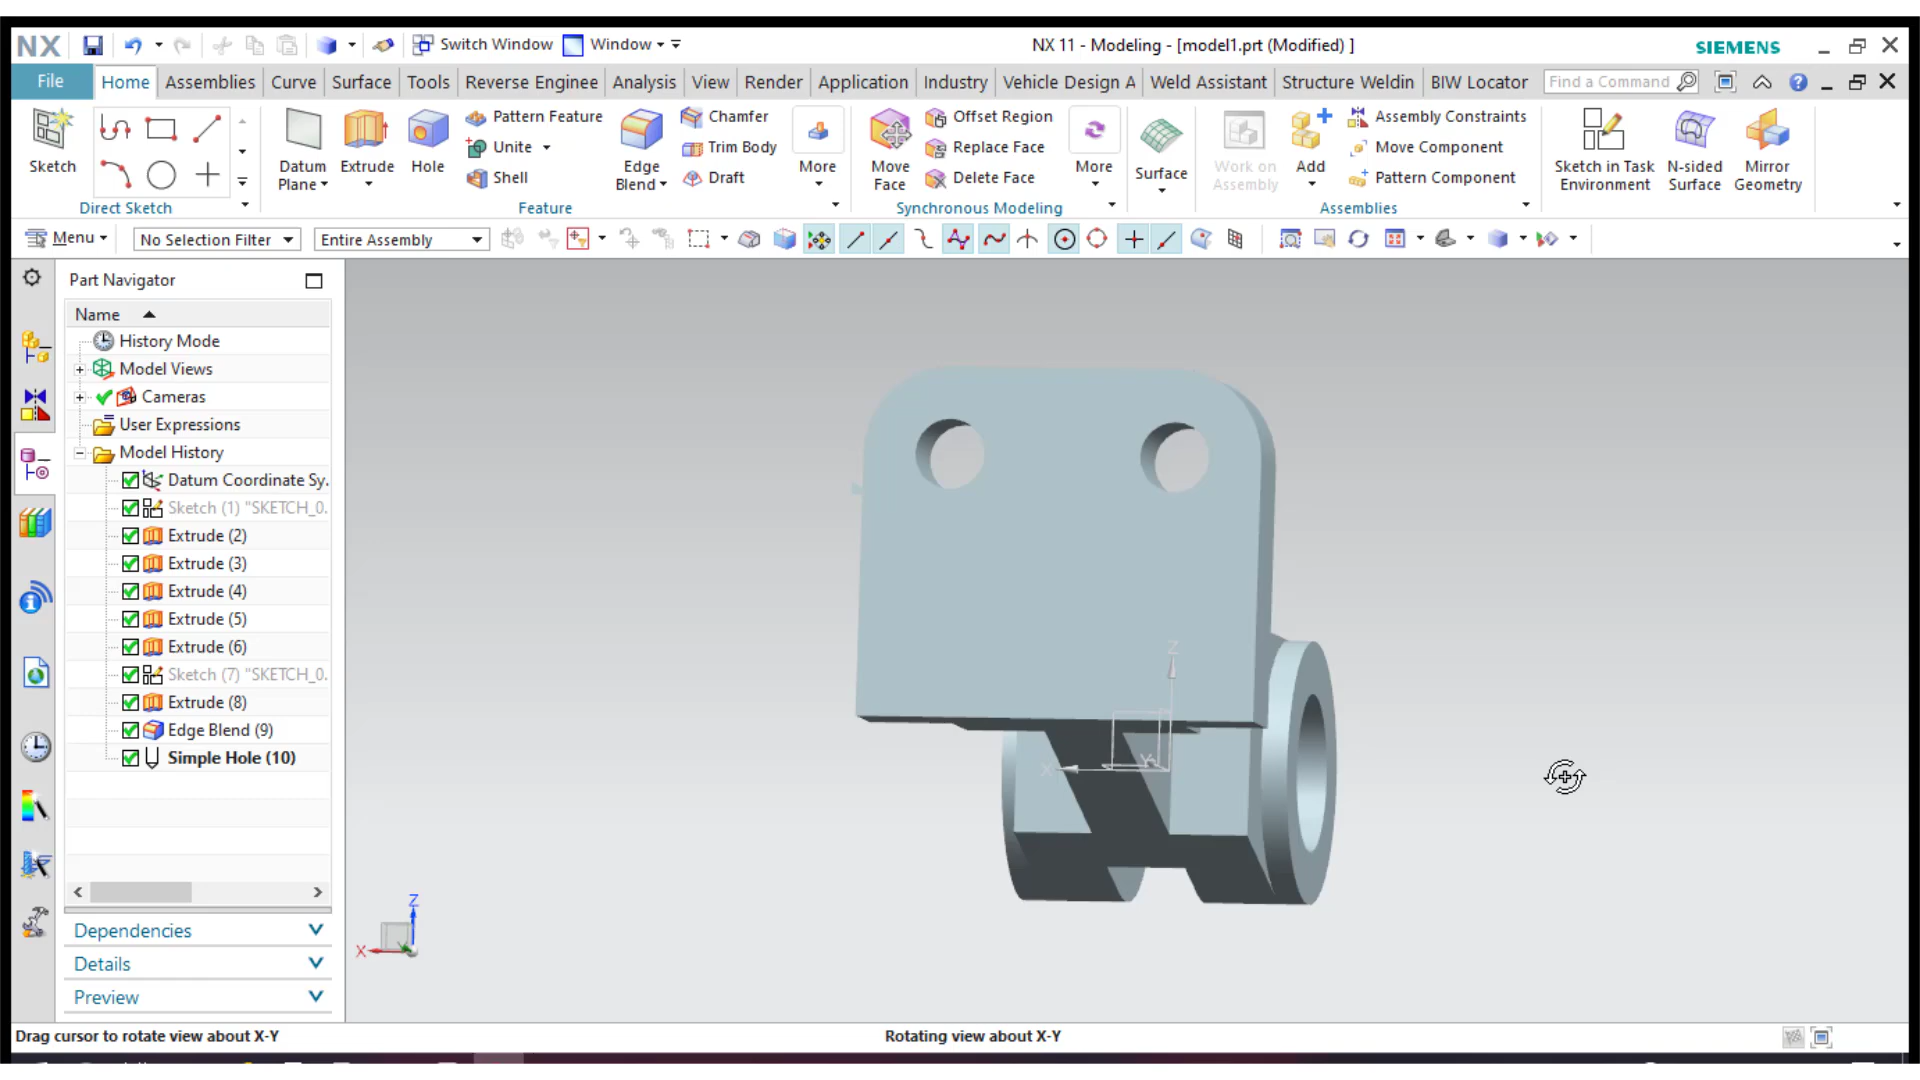 NX Switch Window Window NX 11 - Modeling - [model1.prt (Modified) ] SIEMENS
File Home Assemblies Curve Surface Tools Reverse Enginee Analysis View Render Application Industry Vehicle Design A Weld Assistant Structure Weldin BIW Locator Find a Command
Sketch
Direct Sketch
Datum Plane
Extrude
Hole
Pattern Feature
Unite
Shell
Edge Blend
Chamfer
Trim Body
Draft
More
Feature
Move Face
Offset Region
Replace Face
Delete Face
More
Synchronous Modeling
Surface
Work on Assembly
Add
Assembly Constraints
Move Component
Pattern Component
Assemblies
Sketch in Task Environment
N-sided Surface
Mirror Geometry
Menu No Selection Filter Entire Assembly
Part Navigator
Name
History Mode
Model Views
Cameras
User Expressions
Model History
Datum Coordinate Sy.
Sketch (1) "SKETCH_0.
Extrude (2)
Extrude (3)
Extrude (4)
Extrude (5)
Extrude (6)
Sketch (7) "SKETCH_0.
Extrude (8)
Edge Blend (9)
Simple Hole (10)
Dependencies
Details
Preview
Z
X
Z
Y
X
Drag cursor to rotate view about X-Y Rotating view about X-Y